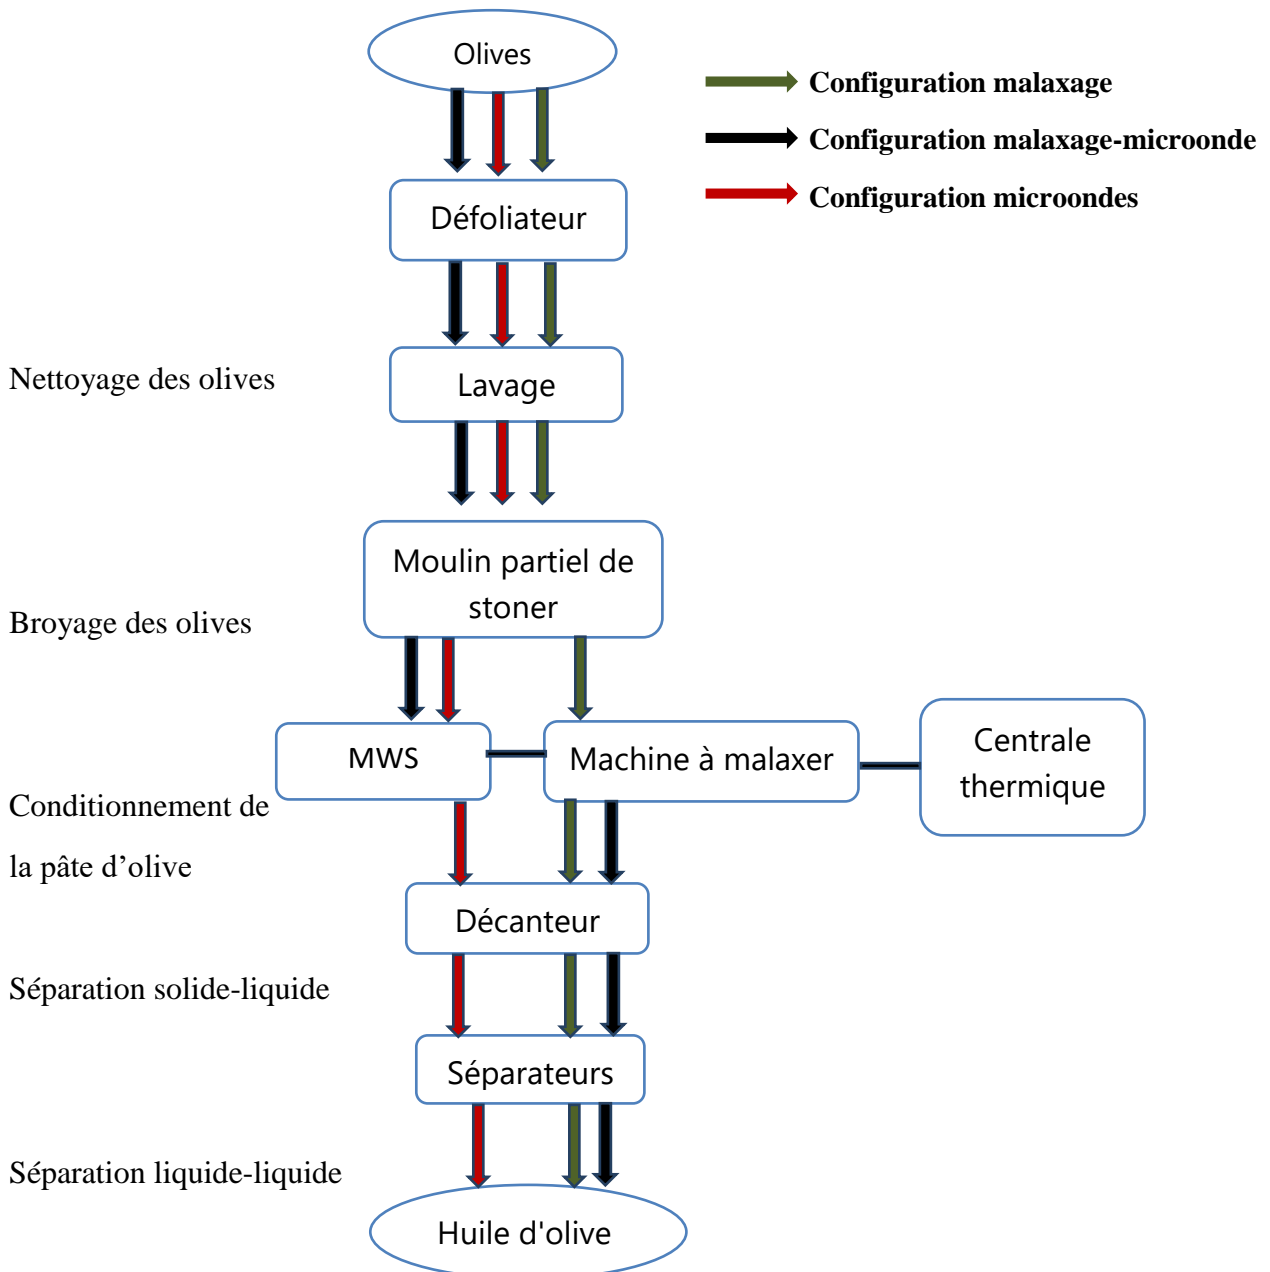 Olives
Configuration malaxage
Configuration malaxage-microonde
Configuration microondes
Défoliateur
Nettoyage des olives
Lavage
Moulin partiel de
stoner
Broyage des olives
MWS
Machine à malaxer
Centrale
thermique
Conditionnement de
la pâte d’olive
Décanteur
Séparation solide-liquide
Séparateurs
Séparation liquide-liquide
Huile d'olive